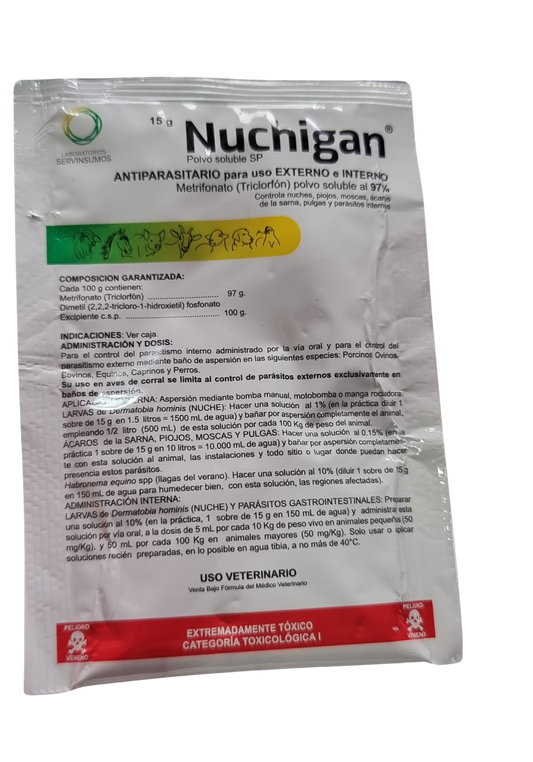 LABORATORIOS
SERVINSUMOS
15 g
Nuchigan®
Polvo soluble SP
ANTIPARASITARIO para uso EXTERNO e INTERNO
Metrifonato (Triclorfón) polvo soluble al 97%
Controla nuches, piojos, moscas, ácaros
de la sarna, pulgas y parásitos internos
COMPOSICION GARANTIZADA:
Cada 100 g contienen:
Metrifonato (Triclorfón) .............................. 97 g.
Dimetil (2,2,2-tricloro-1-hidroxietil) fosfonato
Excipiente c.s.p. ........................................ 100 g.
INDICACIONES: Ver caja.
ADMINISTRACIÓN Y DOSIS:
Para el control del parasitismo interno administrado por la vía oral y para el control del
parasitismo externo mediante baño de aspersión en las siguientes especies: Porcinos Ovinos,
Bovinos, Equinos, Caprinos y Perros.
Su uso en aves de corral se limita al control de parásitos externos exclusivamente en
baños de aspersión.
APLICACIÓN EXTERNA: Aspersión mediante bomba manual, motobomba o manga rociadora.
LARVAS de Dermatobia hominis (NUCHE): Hacer una solución al 1% (en la práctica diluir 1
sobre de 15 g en 1.5 litros = 1500 mL de agua) y bañar por aspersión completamente el animal,
empleando 1/2 litro (500 mL) de esta solución por cada 100 Kg de peso del animal.
ÁCAROS de la SARNA, PIOJOS, MOSCAS Y PULGAS: Hacer una solución al 0.15% (en la
práctica 1 sobre de 15 g en 10 litros = 10.000 mL de agua) y bañar por aspersión completamen-
te con esta solución al animal, las instalaciones y todo sitio o lugar donde puedan hacer
presencia estos parásitos.
Habronema equino spp (llagas del verano). Hacer una solución al 10% (diluir 1 sobre de 15 g
en 150 mL de agua para humedecer bien, con esta solución, las regiones afectadas).
ADMINISTRACIÓN INTERNA:
LARVAS de Dermatobia hominis (NUCHE) Y PARÁSITOS GASTROINTESTINALES: Preparar
una solución al 10% (en la práctica, 1 sobre de 15 g en 150 mL de agua) y administrar esta
solución por vía oral, a la dosis de 5 mL por cada 10 Kg de peso vivo en animales pequeños (50
mg/Kg), y 50 mL por cada 100 Kg en animales mayores (50 mg/Kg). Solo usar o aplicar
soluciones recién preparadas, en lo posible en agua tibia, a no más de 40°C.
USO VETERINARIO
Venta Bajo Fórmula del Médico Veterinario
PELIGRO
VENENO
EXTREMADAMENTE TÓXICO
CATEGORÍA TOXICOLÓGICA I
PELIGRO
VENENO